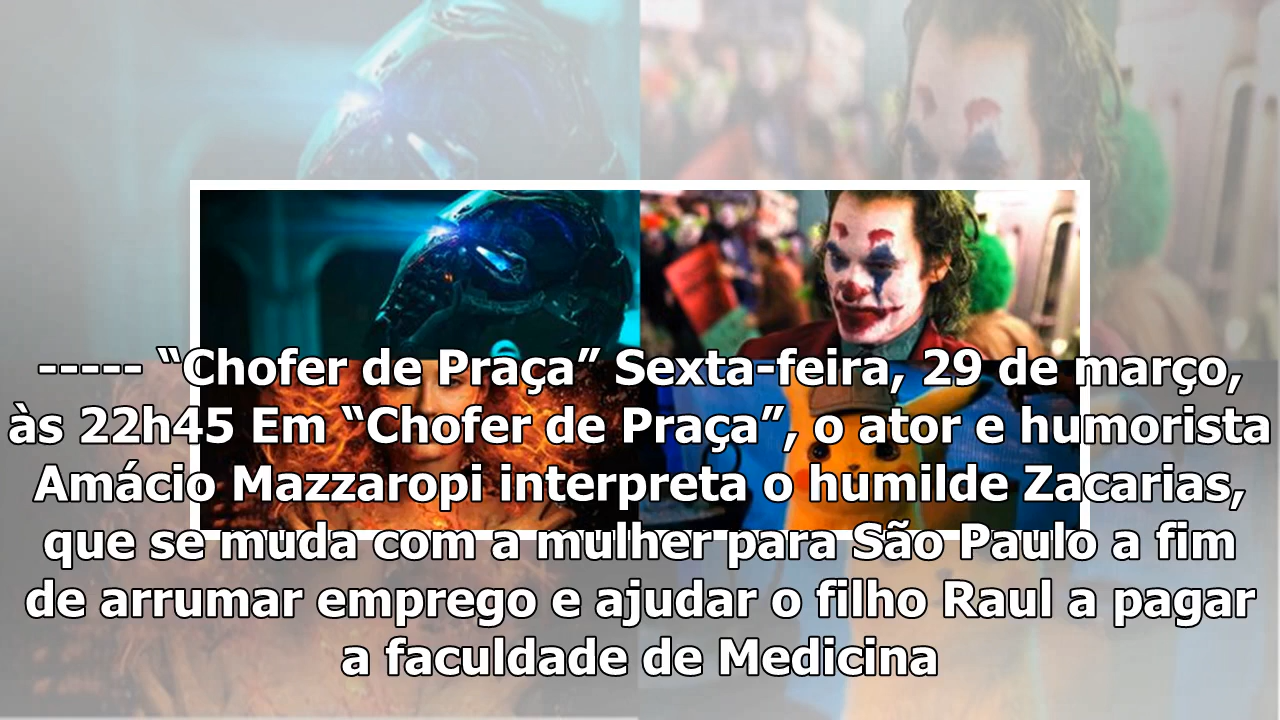 ----- “Chofer de Praça” Sexta-feira, 29 de março,
às 22h45 Em “Chofer de Praça”, o ator e humorista
Amácio Mazzaropi interpreta o humilde Zacarias,
que se muda com a mulher para São Paulo a fim
de arrumar emprego e ajudar o filho Raul a pagar
a faculdade de Medicina